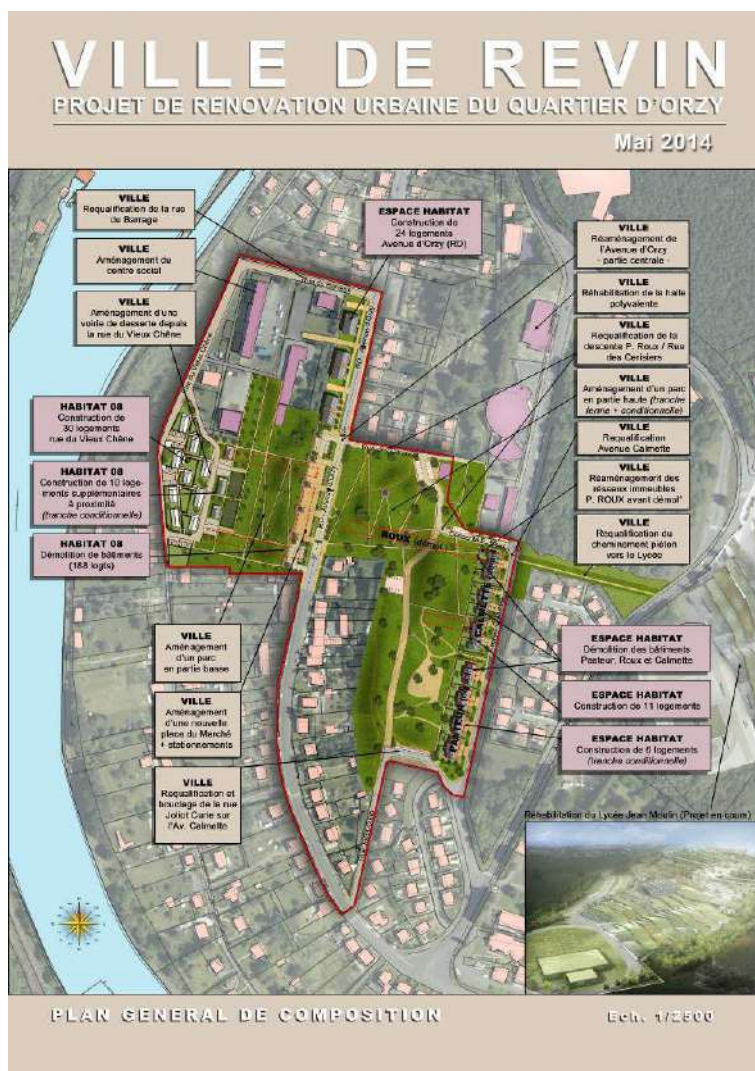 VILLE DE REVIN
PROJET DE RENOVATION URBAINE DU QUARTIER D'ORZY
Mai 2014
VILLE
Requalification de la rue
du Barrage
VILLE
Aménagement du
centre social
VILLE
Aménagement d'une
voirie de desserte depuis
la rue du Vieux Chêne
HABITAT 08
Construction de
30 logements
rue du Vieux Chêne
HABITAT 08
Construction de 10 loge-
ments supplémentaires
à proximité
(tranche conditionnelle)
HABITAT 08
Démolition de bâtiments
(188 logts)
VILLE
Aménagement
d'un parc
en partie basse
VILLE
Aménagement
d'une nouvelle
place du Marché
+ stationnements
VILLE
Requalification et
bouclage de la rue
Joliot Curie sur
l'Av. Calmette
ESPACE HABITAT
Construction de
24 logements
Avenue d'Orzy (RD)
VILLE
Réaménagement de
l'Avenue d'Orzy
- partie centrale -
VILLE
Réhabilitation de la halle
polyvalente
VILLE
Requalification de la
descente P. Roux / Rue
des Cerisiers
VILLE
Aménagement d'un parc
en partie haute (tranche
ferme + conditionnelle)
VILLE
Requalification
Avenue Calmette
VILLE
Réaménagement des
réseaux immeubles
P. ROUX avant démol°
VILLE
Requalification du
cheminement piéton
vers le Lycée
ESPACE HABITAT
Démolition des bâtiments
Pasteur, Roux et Calmette
ESPACE HABITAT
Construction de 11 logements
ESPACE HABITAT
Construction de 6 logements
(tranche conditionnelle)
ROUX
CALMETTE
Réhabilitation du Lycée Jean Moulin (Projet en cours)
PLAN GENERAL DE COMPOSITION
Ech. 1/2500